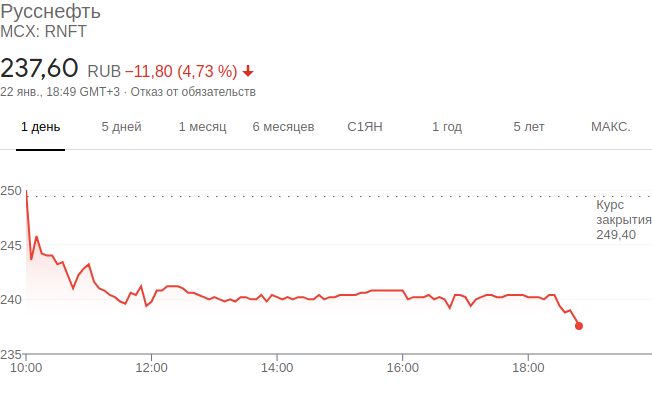 Русснефть
MCX: RNFT
237,60 RUB −11,80 (4,73 %)
22 янв., 18:49 GMT+3 · Отказ от обязательств
1 день 5 дней 1 месяц 6 месяцев С1ЯН 1 год 5 лет МАКС.
250
Курс
закрытия
249,40
245
240
235
10:00 12:00 14:00 16:00 18:00